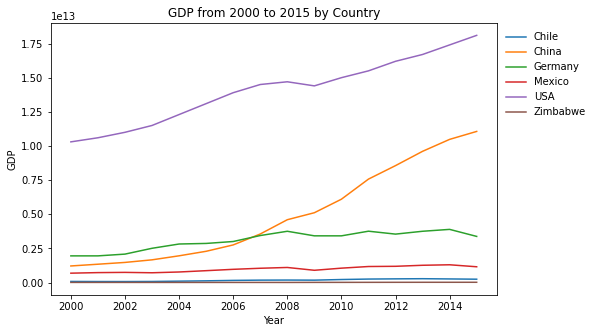 GDP from 2000 to 2015 by Country
1e13
1.75
1.50
1.25
1.00
0.75
0.50
0.25
0.00
GDP
2000 2002 2004 2006 2008 2010 2012 2014
Year
Chile
China
Germany
Mexico
USA
Zimbabwe